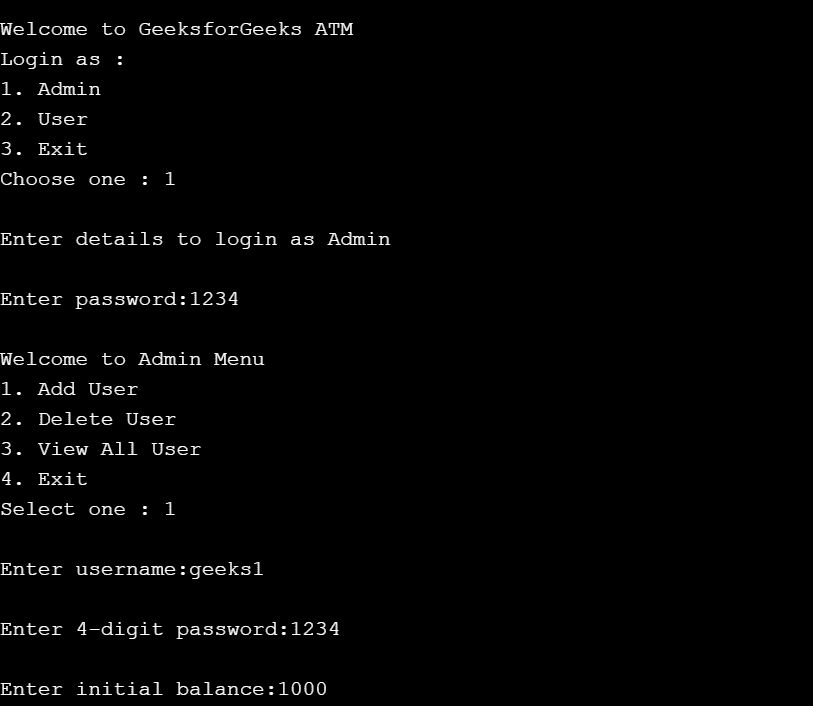 Welcome to GeeksforGeeks ATM
Login as :
1. Admin
2. User
3. Exit
Choose one : 1
Enter details to login as Admin
Enter password:1234
Welcome to Admin Menu
1. Add User
2. Delete User
3. View All User
4. Exit
Select one : 1
Enter username:geeks1
Enter 4-digit password:1234
Enter initial balance:1000